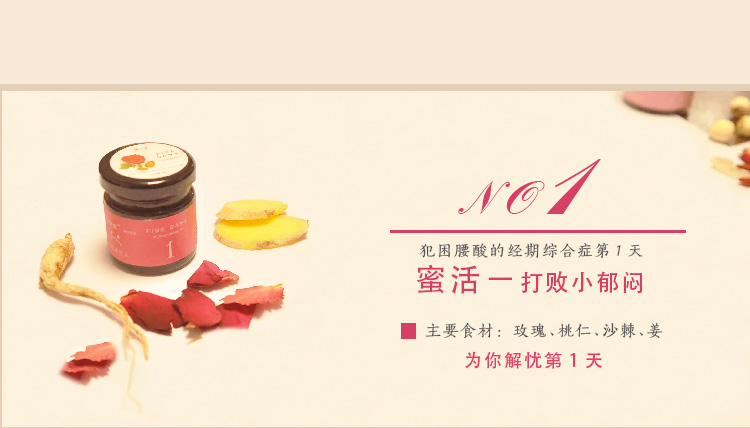 NO1
犯困腰酸的经期综合症第1天
蜜活一打败小郁闷
主要食材：玫瑰、桃仁、沙棘、姜
为你解忧第1天
1